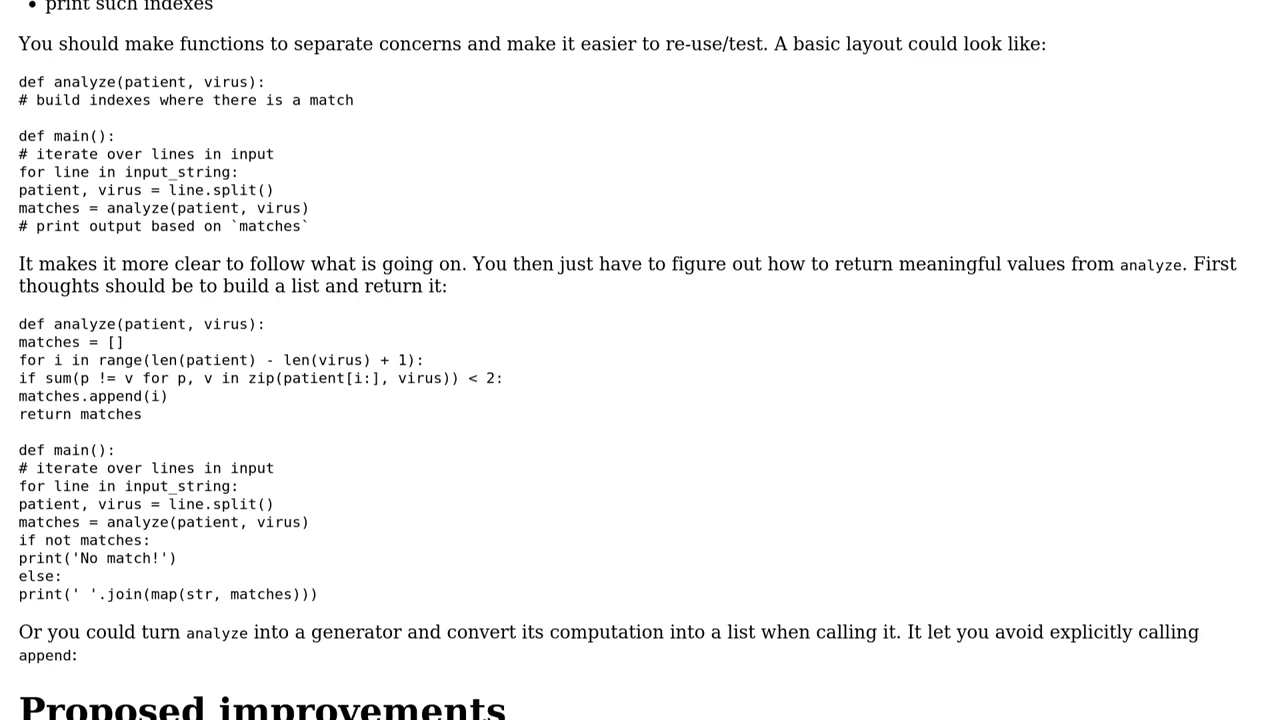 • print such indexes
You should make functions to separate concerns and make it easier to re-use/test. A basic layout could look like:
def analyze(patient, virus):
# build indexes where there is a match
def main():
# iterate over lines in input
for line in input_string:
patient, virus = line.split()
matches = analyze(patient, virus)
# print output based on `matches`
It makes it more clear to follow what is going on. You then just have to figure out how to return meaningful values from analyze. First
thoughts should be to build a list and return it:
def analyze(patient, virus):
matches = []
for i in range(len(patient) - len(virus) + 1):
if sum(p != v for p, v in zip(patient[i:], virus)) < 2:
matches.append(i)
return matches
def main():
# iterate over lines in input
for line in input_string:
patient, virus = line.split()
matches = analyze(patient, virus)
if not matches:
print('No match!')
else:
print(' '.join(map(str, matches)))
Or you could turn analyze into a generator and convert its computation into a list when calling it. It let you avoid explicitly calling
append:
Proposed improvements